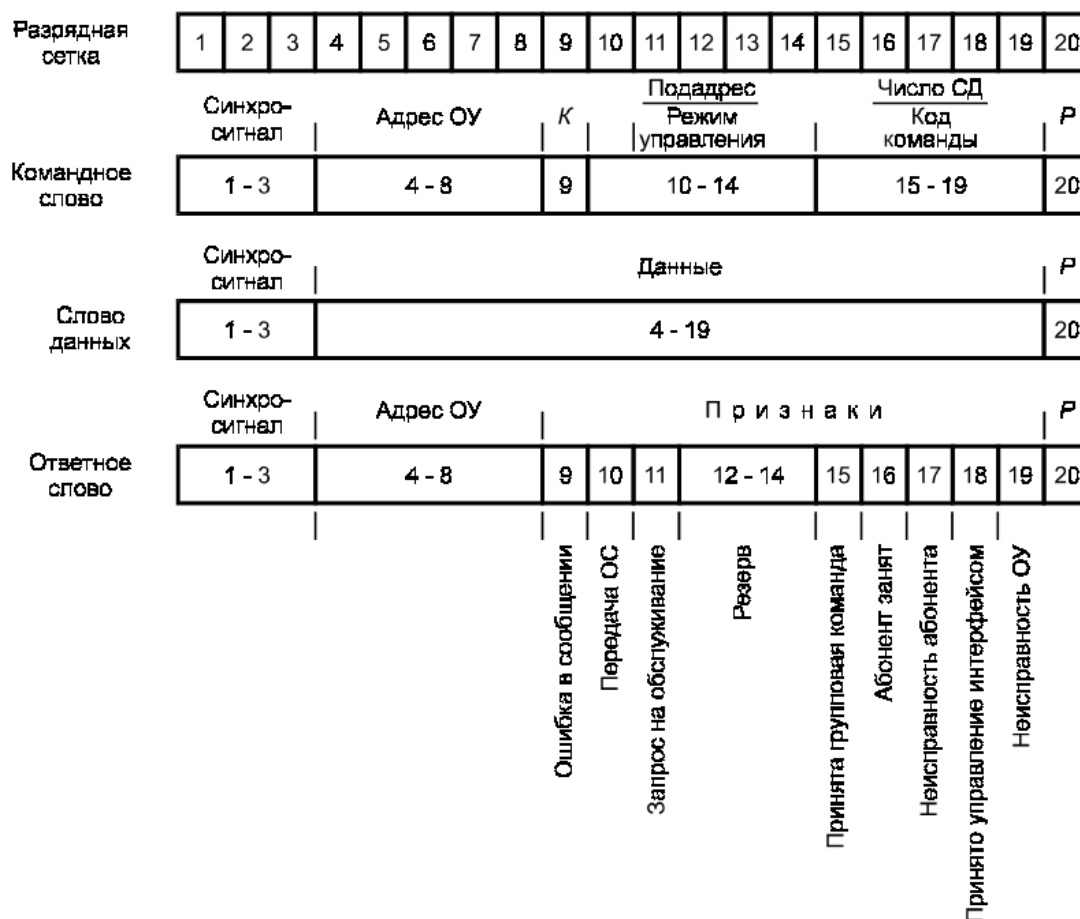 Разрядная
сетка
1 2 3 4 5 6 7 8 9 10 11 12 13 14 15 16 17 18 19 20
Синхро-
сигнал
Адрес ОУ
К
Подадрес
Режим
управления
Число СД
Код
команды
Р
Командное
слово
1 - 3 4 - 8 9 10 - 14 15 - 19 20
Синхро-
сигнал
Данные
Р
Слово
данных
1 - 3 4 - 19 20
Синхро-
сигнал
Адрес ОУ
Признаки
Р
Ответное
слово
1 - 3 4 - 8 9 10 11 12 - 14 15 16 17 18 19 20
Ошибка в сообщении
Передача ОС
Запрос на обслуживание
Резерв
Принята групповая команда
Абонент занят
Неисправность абонента
Принято управление интерфейсом
Неисправность ОУ